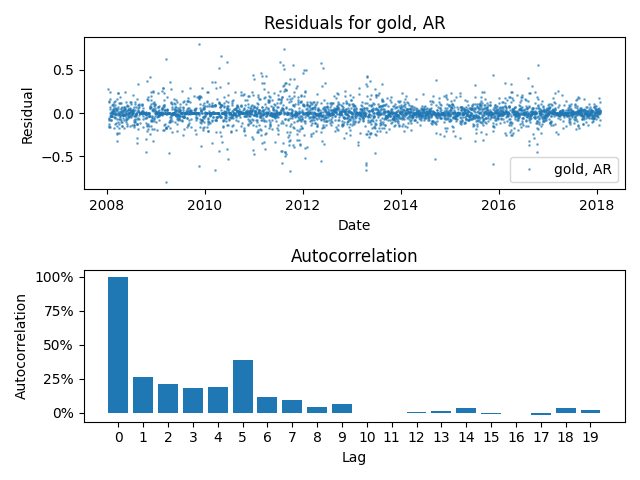 Residuals for gold, AR
Residual
0.5
0.0
−0.5
gold, AR
2008 2010 2012 2014 2016 2018
Date
Autocorrelation
Autocorrelation
100%
75%
50%
25%
0%
0 1 2 3 4 5 6 7 8 9 10 11 12 13 14 15 16 17 18 19
Lag